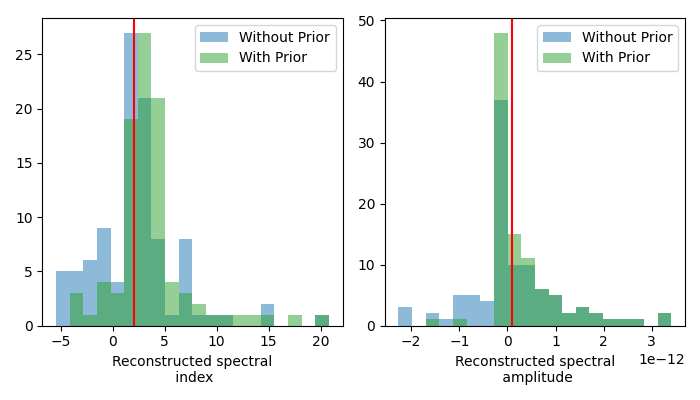 Without Prior
With Prior
25
20
15
10
5
0
−5 0 5 10 15 20
Reconstructed spectral
index
Without Prior
With Prior
50
40
30
20
10
0
−2 −1 0 1 2 3
1e−12
Reconstructed spectral
amplitude